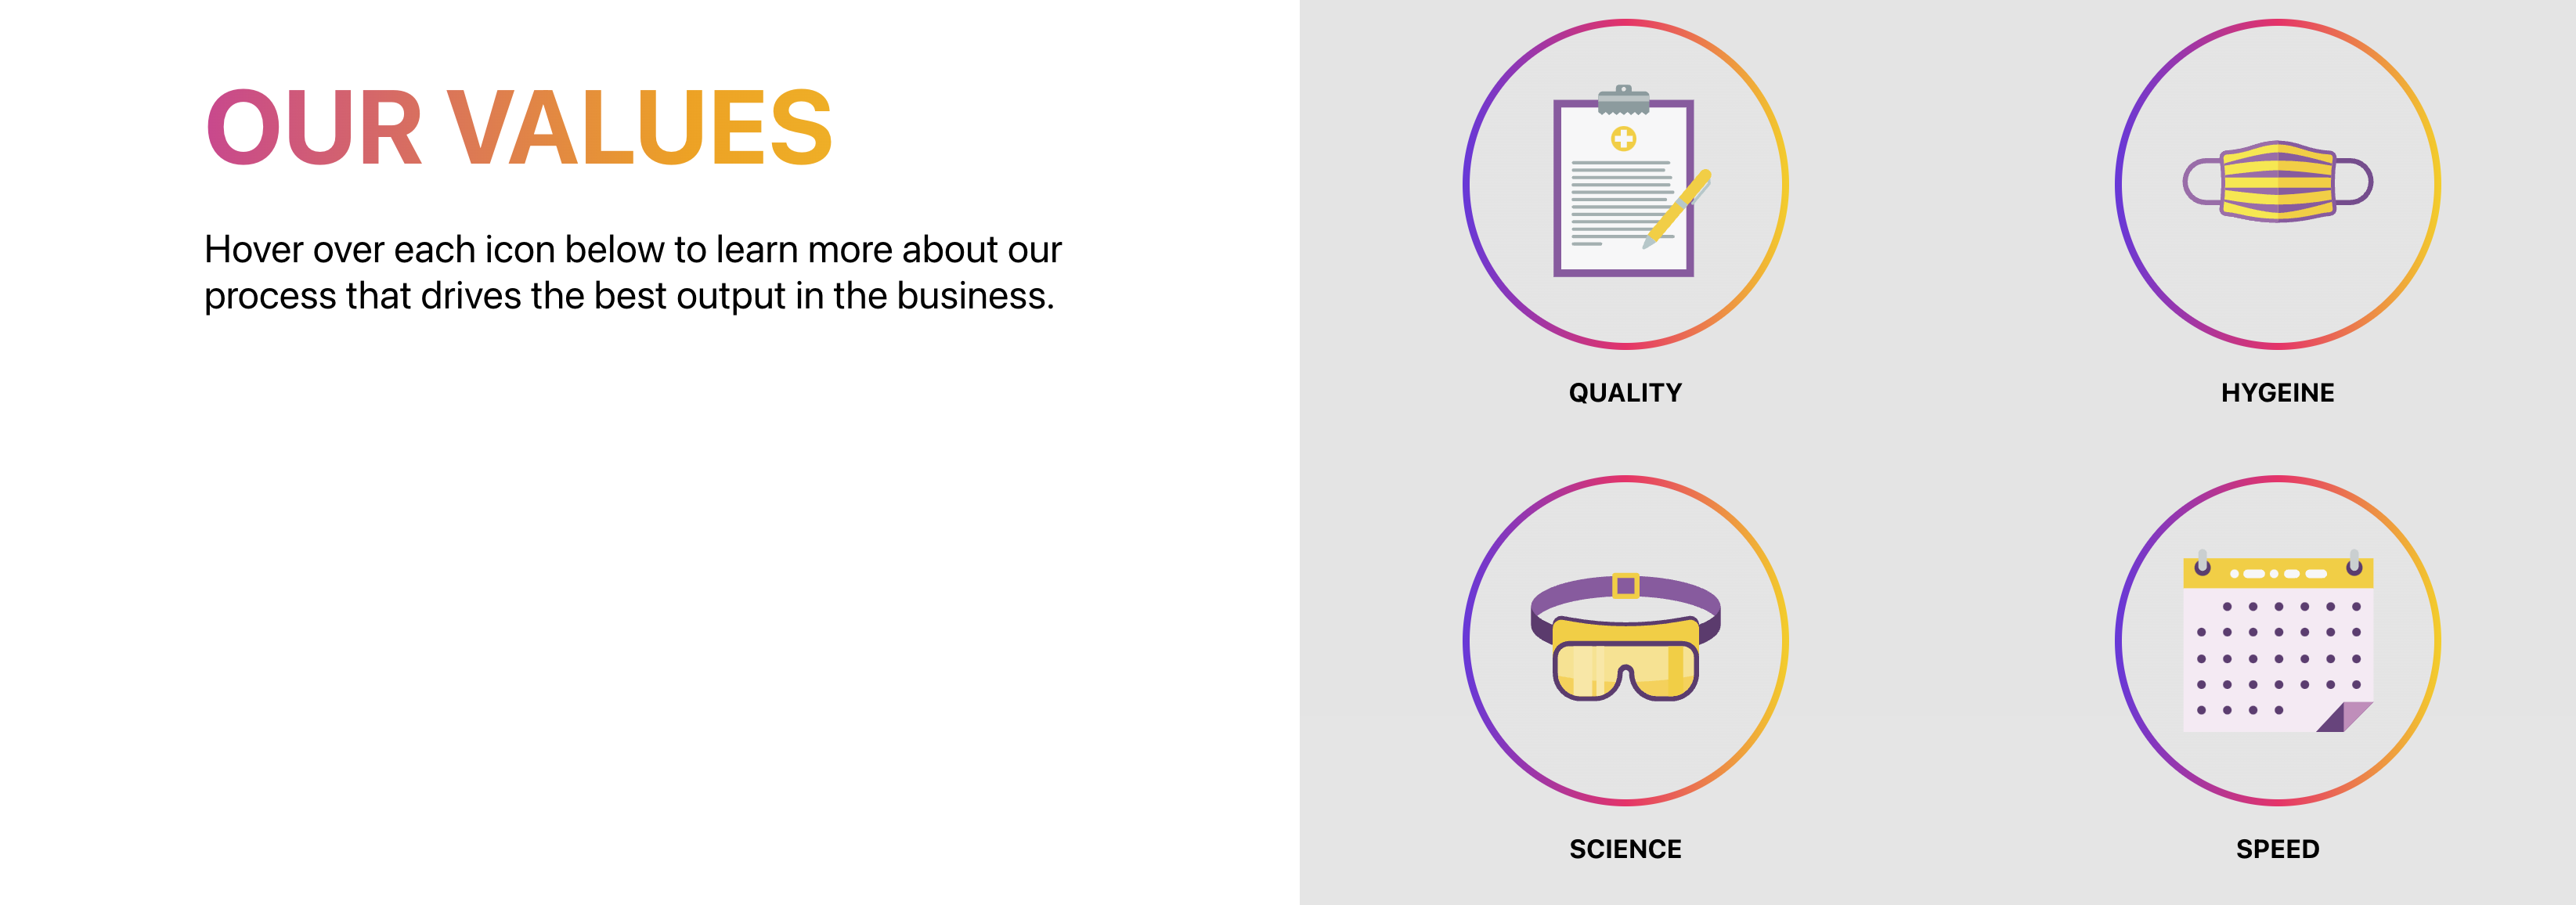 OUR VALUES
Hover over each icon below to learn more about our
process that drives the best output in the business.
QUALITY
HYGEINE
SCIENCE
SPEED